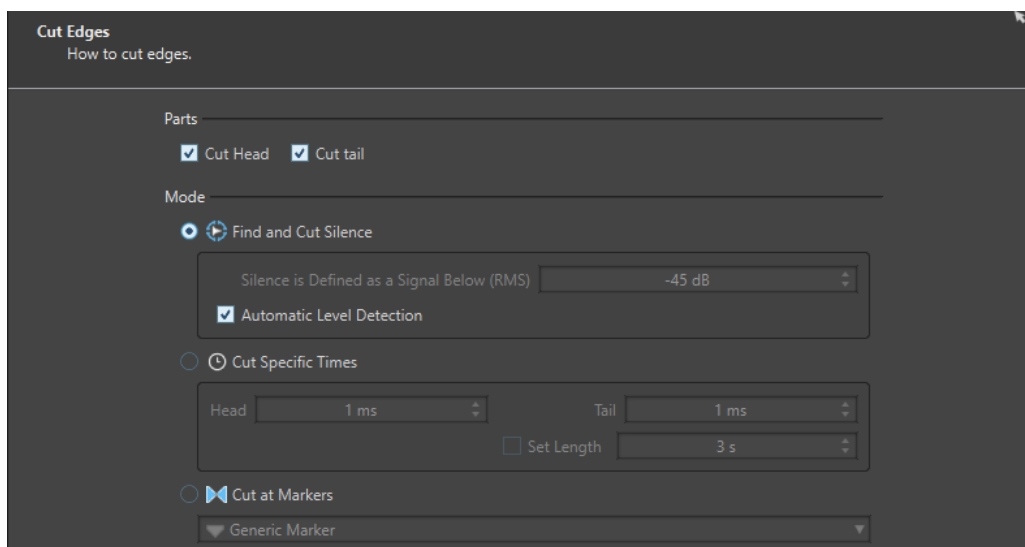 Cut Edges
How to cut edges.
Parts
Cut Head Cut tail
Mode
Find and Cut Silence
Silence is Defined as a Signal Below (RMS) -45 dB
Automatic Level Detection
Cut Specific Times
Head 1 ms Tail 1 ms
Set Length 3 s
Cut at Markers
Generic Marker